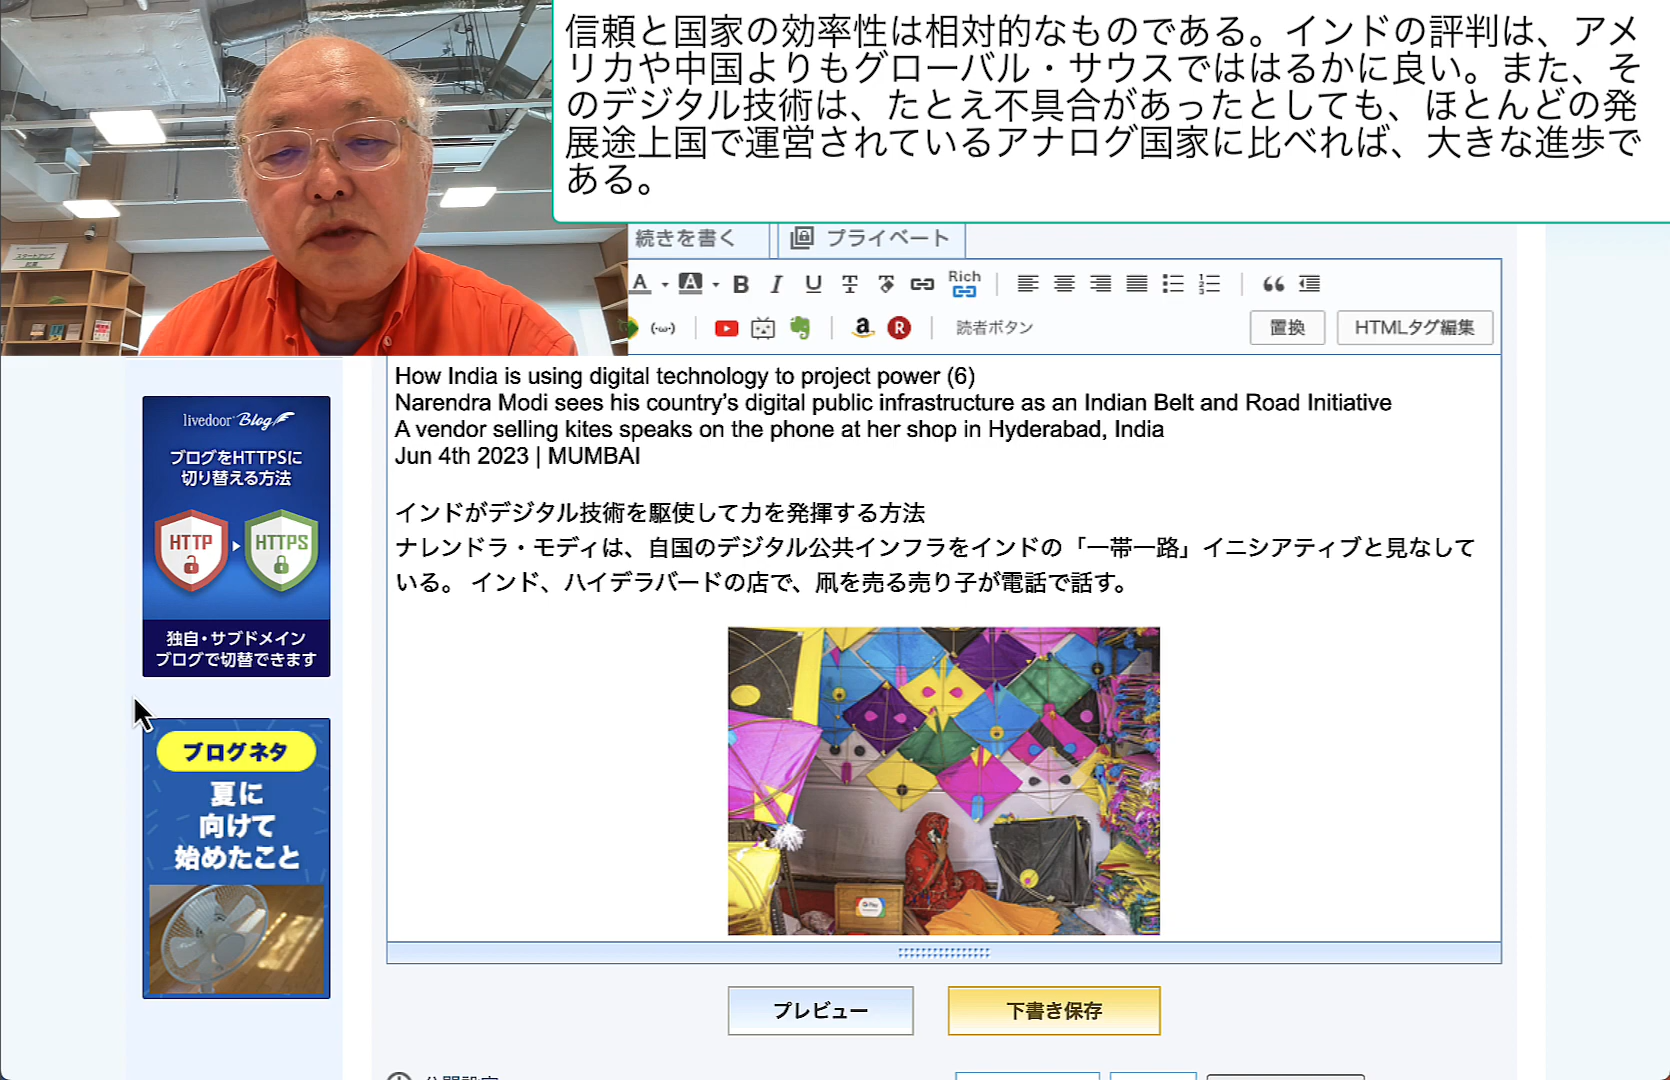 信頼と国家の効率性は相対的なものである。インドの評判は、アメ
リカや中国よりもグローバル・サウスでははるかに良い。また、そ
のデジタル技術は、たとえ不具合があったとしても、ほとんどの発
展途上国で運営されているアナログ国家に比べれば、大きな進歩で
ある。
続きを書く
プライベート
A A B I U T Rich
(·ω·) a R 読者ボタン 置換 HTMLタグ編集
How India is using digital technology to project power (6)
Narendra Modi sees his country’s digital public infrastructure as an Indian Belt and Road Initiative
A vendor selling kites speaks on the phone at her shop in Hyderabad, India
Jun 4th 2023 | MUMBAI
インドがデジタル技術を駆使して力を発揮する方法
ナレンドラ・モディは、自国のデジタル公共インフラをインドの「一帯一路」イニシアティブと見なして
いる。 インド、ハイデラバードの店で、凧を売る売り子が電話で話す。
livedoor Blog
ブログをHTTPSに
切り替える方法
HTTP
HTTPS
独自・サブドメイン
ブログで切替できます
ブログネタ
夏に
向けて
始めたこと
プレビュー
下書き保存